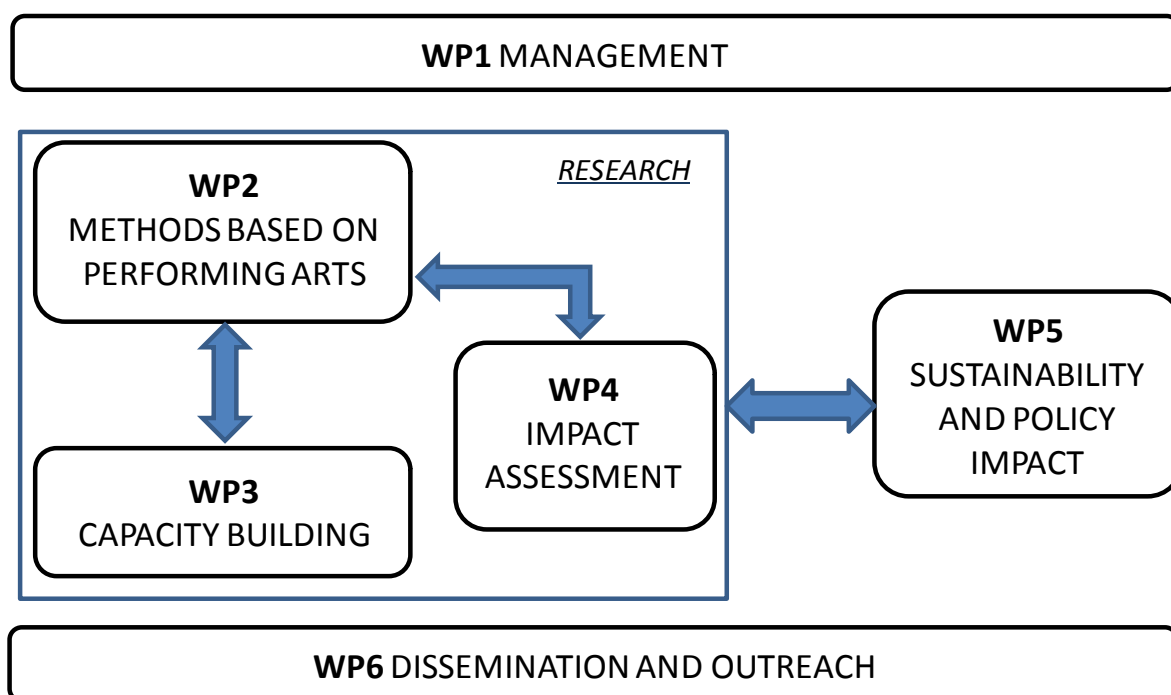 WP1 MANAGEMENT
RESEARCH
WP2
METHODS BASED ON
PERFORMING ARTS
WP4
IMPACT
ASSESSMENT
WP3
CAPACITY BUILDING
WP5
SUSTAINABILITY
AND POLICY
IMPACT
WP6 DISSEMINATION AND OUTREACH